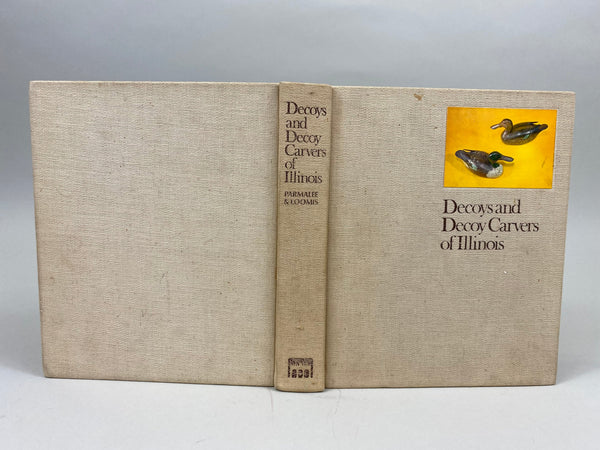 Decoys
and
Decoy
Carvers
of
Illinois
PARMALEE
& LOOMIS
Decoys and
Decoy Carvers
of Illinois